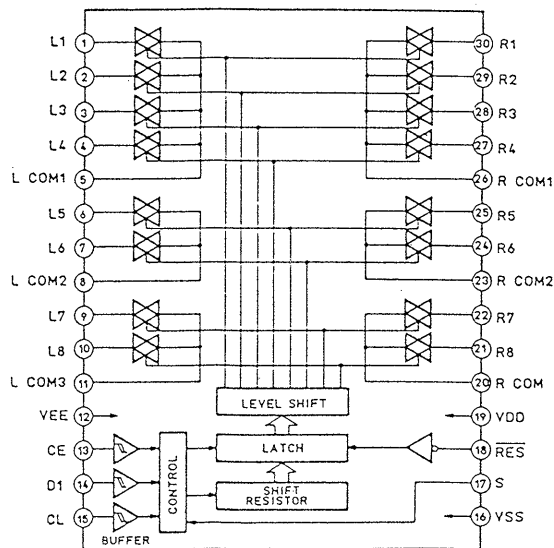 L1 1 30 R1
L2 2 29 R2
L3 3 28 R3
L4 4 27 R4
L COM1 5 26 R COM1
L5 6 25 R5
L6 7 24 R6
L COM2 8 23 R COM2
L7 9 22 R7
L8 10 21 R8
L COM3 11 20 R COM
LEVEL SHIFT
VEE 12 19 VDD
CE 13 LATCH 18 RES
D1 14 CONTROL SHIFT RESISTOR 17 S
CL 15 16 VSS
BUFFER